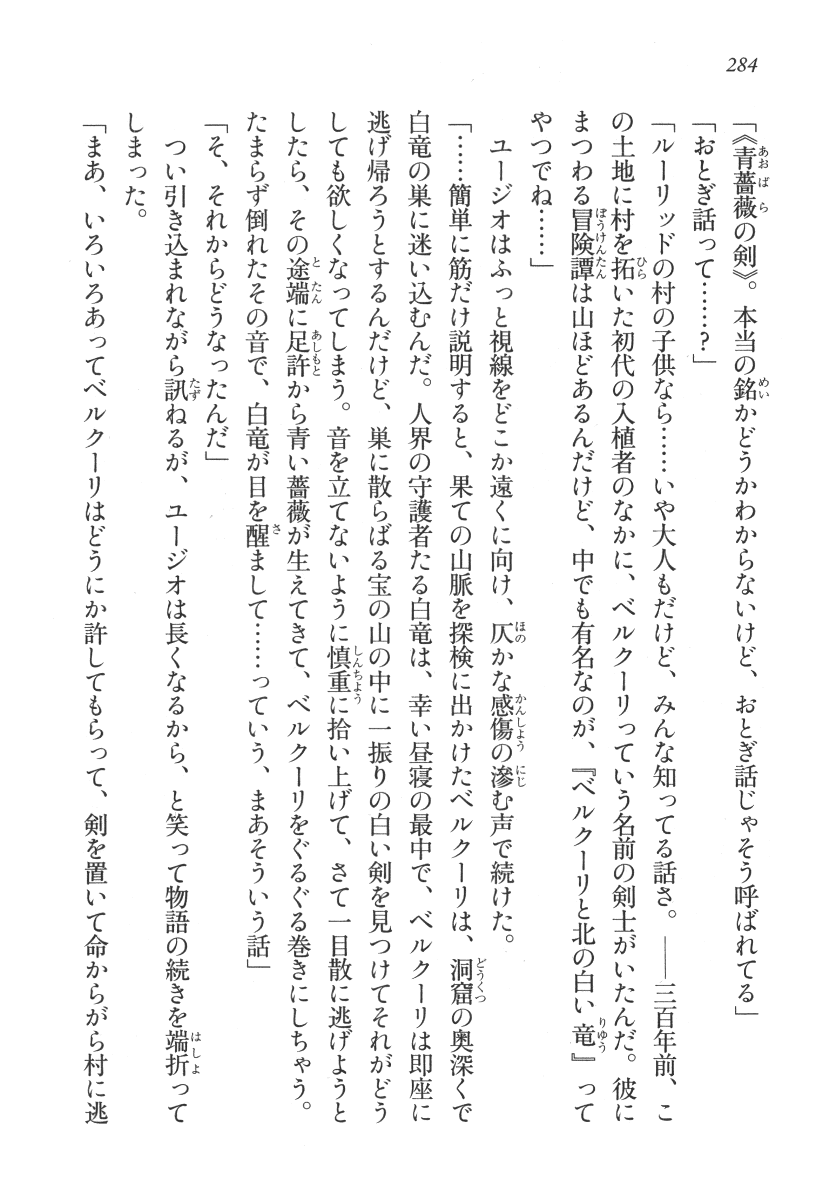 284
「《青薔薇の剣》。本当の銘かどうかわからないけど、おとぎ話じゃそう呼ばれてる」
「おとぎ話って……?」
「ルーリッドの村の子供なら……いや大人もだけど、みんな知ってる話さ。――三百年前、こ
の土地に村を拓いた初代の入植者のなかに、ベルクーリっていう名前の剣士がいたんだ。彼に
まつわる冒険譚は山ほどあるんだけど、中でも有名なのが、『ベルクーリと北の白い竜』って
やつでね……」
　ユージオはふっと視線をどこか遠くに向け、仄かな感傷の滲む声で続けた。
「……簡単に筋だけ説明すると、果ての山脈を探検に出かけたベルクーリは、洞窟の奥深くで
白竜の巣に迷い込むんだ。人界の守護者たる白竜は、幸い昼寝の最中で、ベルクーリは即座に
逃げ帰ろうとするんだけど、巣に散らばる宝の山の中に一振りの白い剣を見つけてそれがどう
しても欲しくなってしまう。音を立てないように慎重に拾い上げて、さて一目散に逃げようと
したら、その途端に足許から青い薔薇が生えてきて、ベルクーリをぐるぐる巻きにしちゃう。
たまらず倒れたその音で、白竜が目を醒まして……っていう、まあそういう話」
「そ、それからどうなったんだ」
　つい引き込まれながら訊ねるが、ユージオは長くなるから、と笑って物語の続きを端折って
しまった。
「まあ、いろいろあってベルクーリはどうにか許してもらって、剣を置いて命からがら村に逃